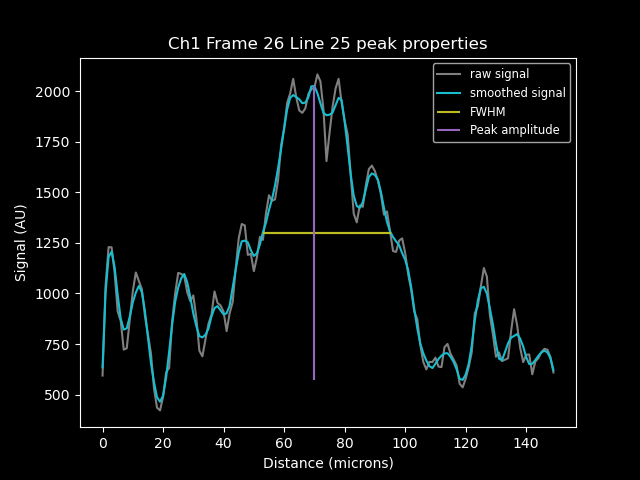 Ch1 Frame 26 Line 25 peak properties
raw signal
smoothed signal
FWHM
Peak amplitude
Signal (AU)
2000
1750
1500
1250
1000
750
500
0 20 40 60 80 100 120 140
Distance (microns)